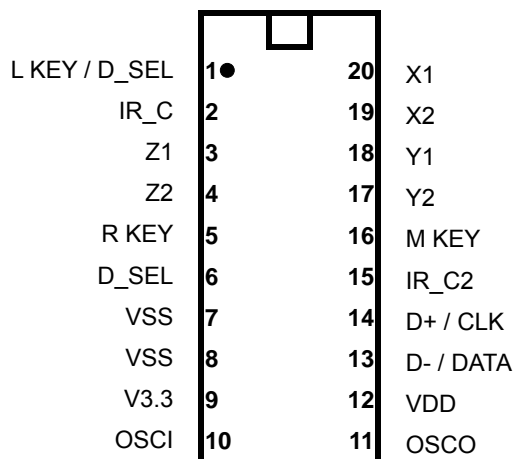 L KEY / D_SEL 1 20 X1
IR_C 2 19 X2
Z1 3 18 Y1
Z2 4 17 Y2
R KEY 5 16 M KEY
D_SEL 6 15 IR_C2
VSS 7 14 D+ / CLK
VSS 8 13 D- / DATA
V3.3 9 12 VDD
OSCI 10 11 OSCO